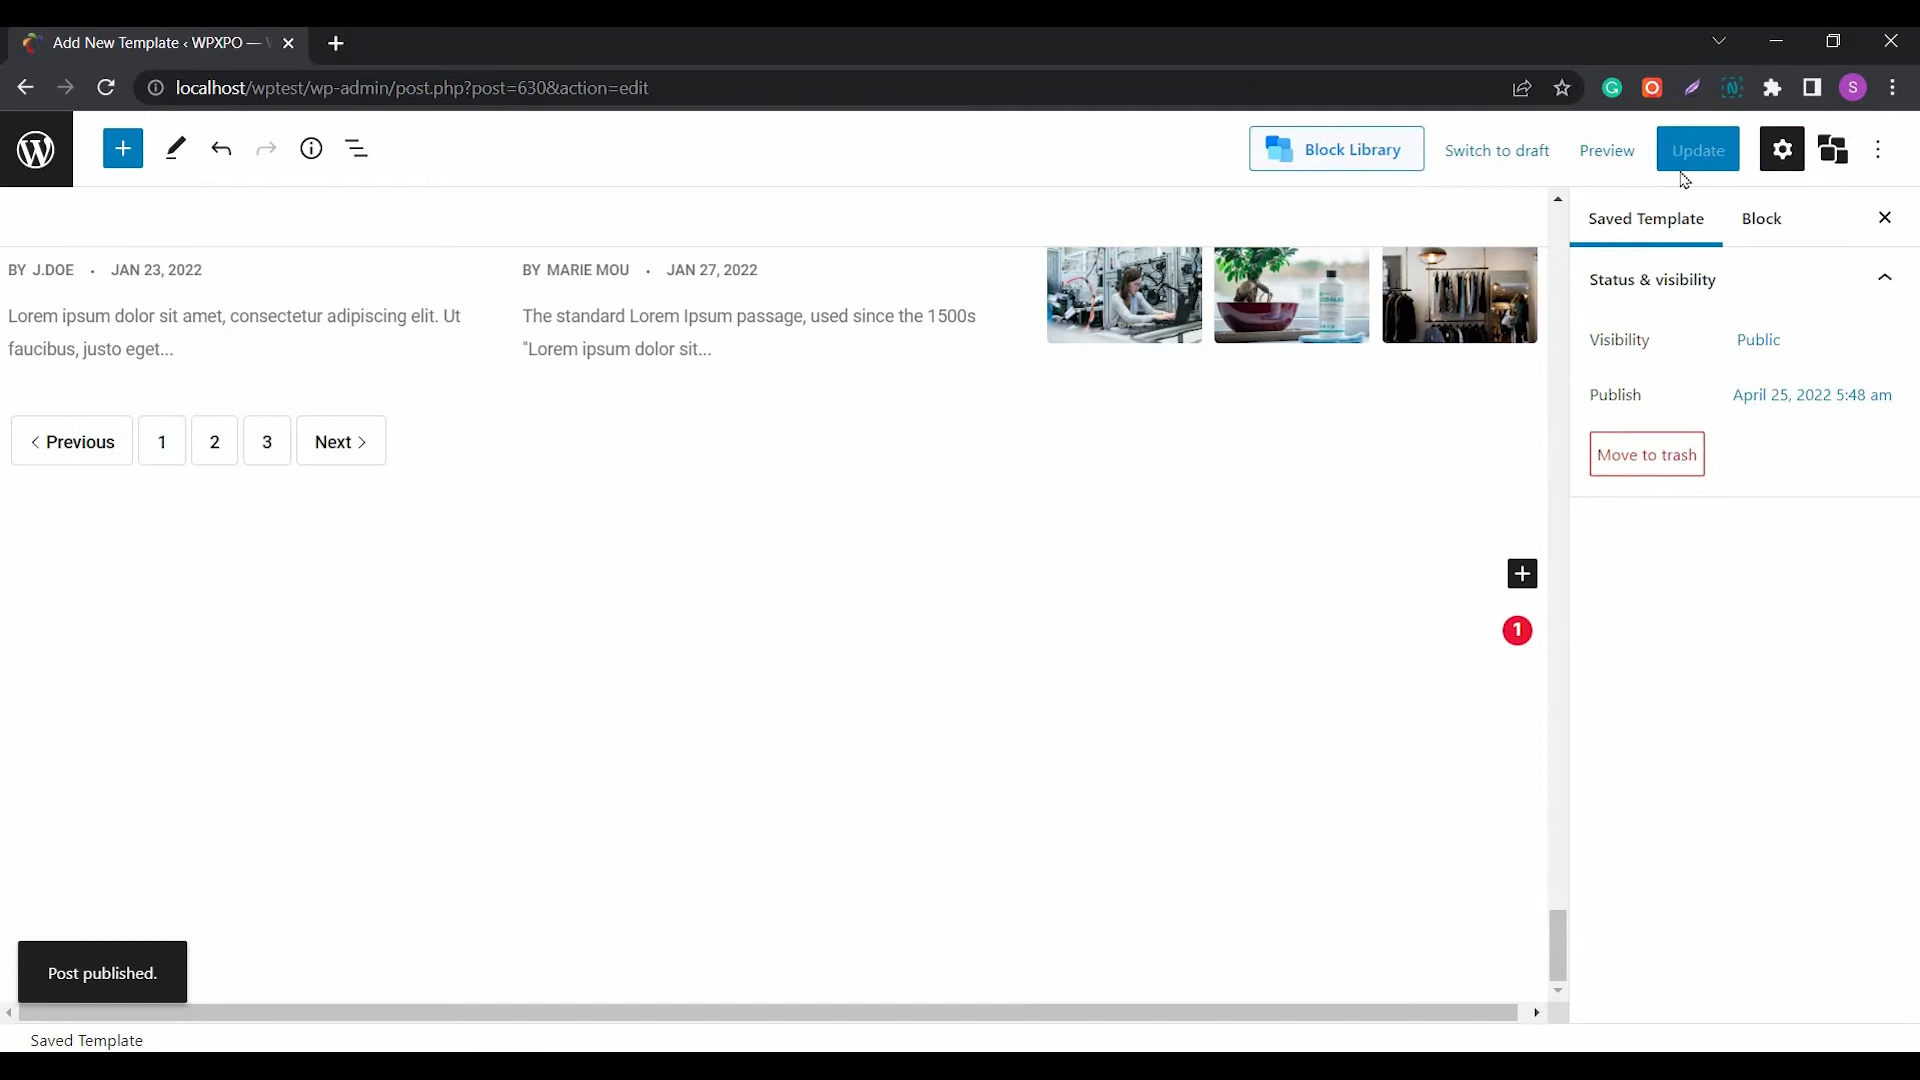 Add New Template ‹ WPXPO —
localhost/wptest/wp-admin/post.php?post=630&action=edit
S
Block Library
Switch to draft
Preview
Update
Saved Template
Block
BY J.DOE • JAN 23, 2022
Lorem ipsum dolor sit amet, consectetur adipiscing elit. Ut
faucibus, justo eget...
BY MARIE MOU • JAN 27, 2022
The standard Lorem Ipsum passage, used since the 1500s
"Lorem ipsum dolor sit...
Status & visibility
Visibility Public
Publish April 25, 2022 5:48 am
Move to trash
Previous 1 2 3 Next
1
Post published.
Saved Template